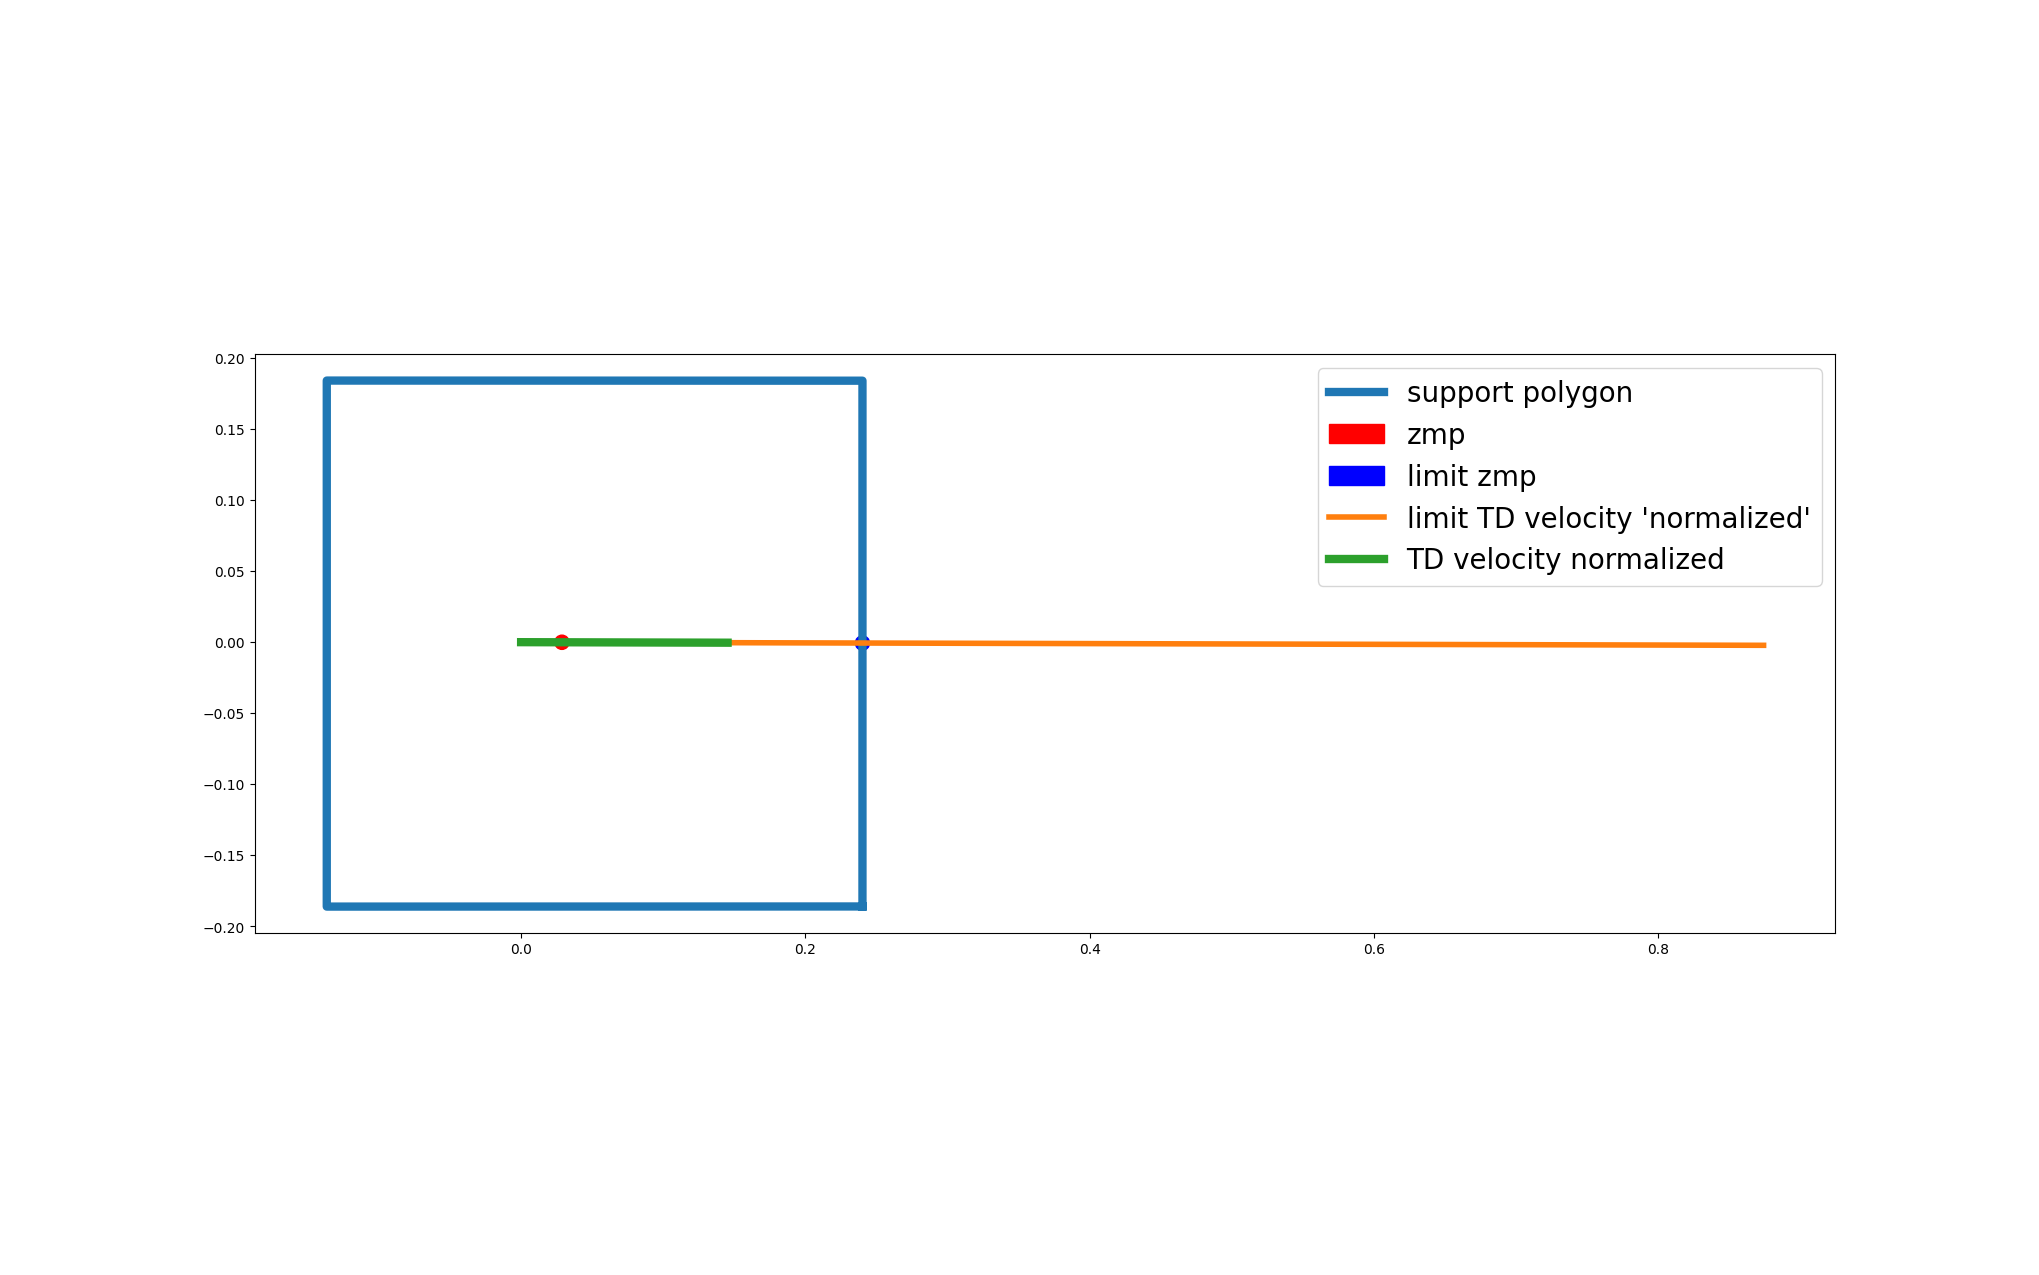 0.20
0.15
0.10
0.05
0.00
−0.05
−0.10
−0.15
−0.20
0.0 0.2 0.4 0.6 0.8
support polygon
zmp
limit zmp
limit TD velocity 'normalized'
TD velocity normalized